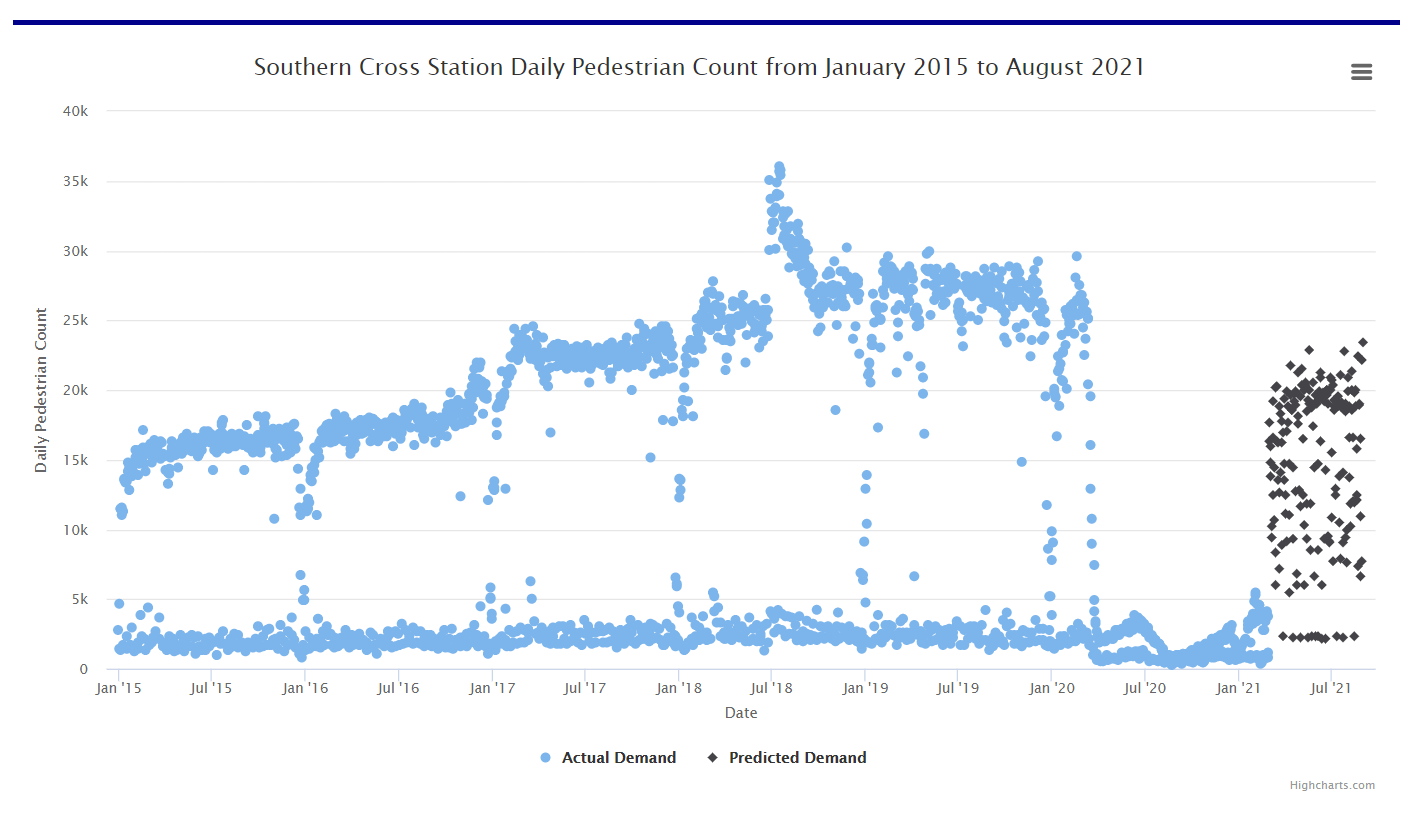 Southern Cross Station Daily Pedestrian Count from January 2015 to August 2021
40k
35k
30k
25k
20k
15k
10k
5k
0
Daily Pedestrian Count
Jan '15 Jul '15 Jan '16 Jul '16 Jan '17 Jul '17 Jan '18 Jul '18 Jan '19 Jul '19 Jan '20 Jul '20 Jan '21 Jul '21
Date
Actual Demand Predicted Demand
Highcharts.com